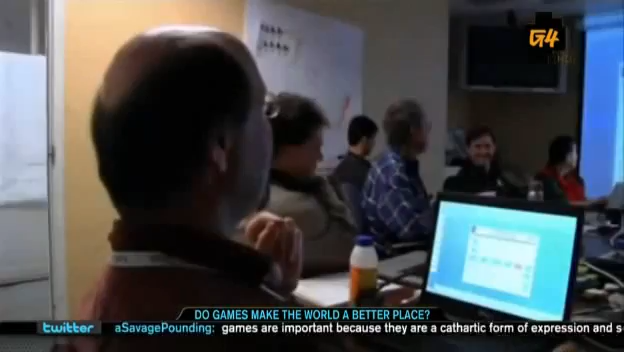 G4
DO GAMES MAKE THE WORLD A BETTER PLACE?
twitter aSavagePounding: games are important because they are a cathartic form of expression and s